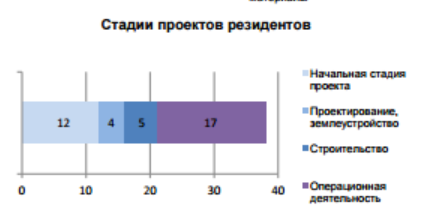 материалы
Стадии проектов резидентов
Начальная стадия
проекта
Проектирование,
землеустройство
Строительство
Операционная
деятельность
12 4 5 17
0 10 20 30 40